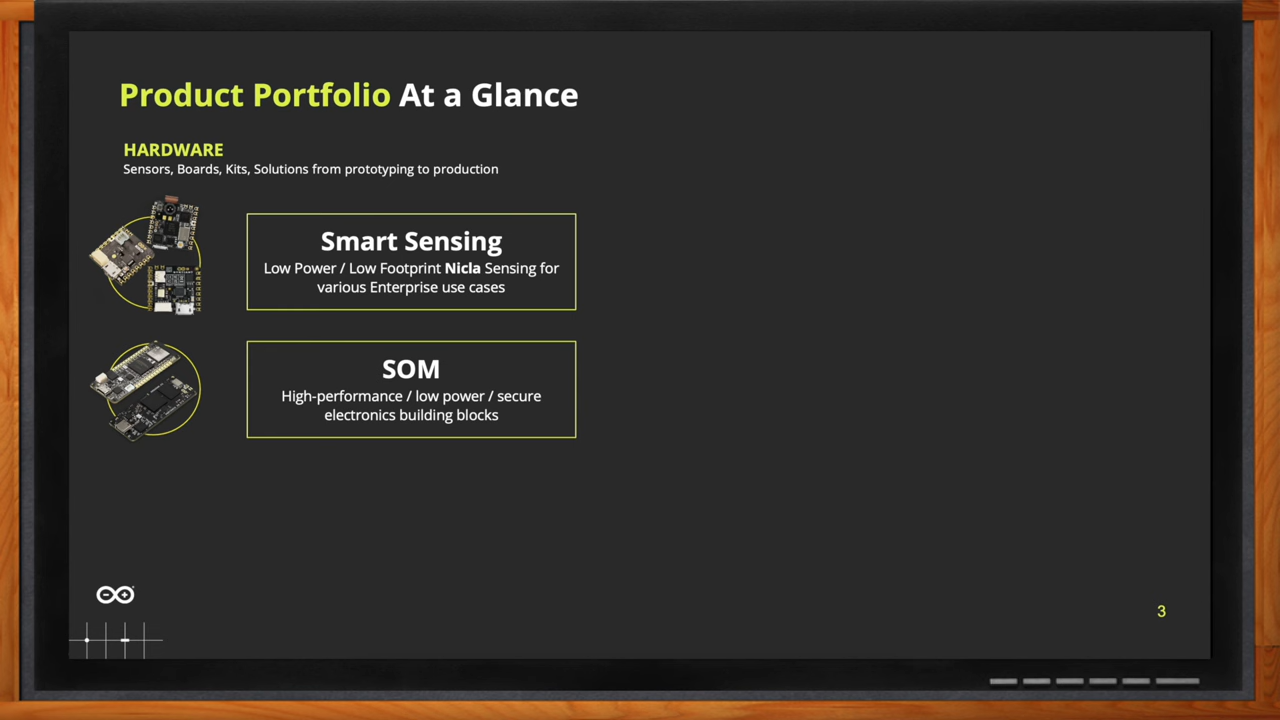 Product Portfolio At a Glance
HARDWARE
Sensors, Boards, Kits, Solutions from prototyping to production
Smart Sensing
Low Power / Low Footprint Nicla Sensing for
various Enterprise use cases
SOM
High-performance / low power / secure
electronics building blocks
3